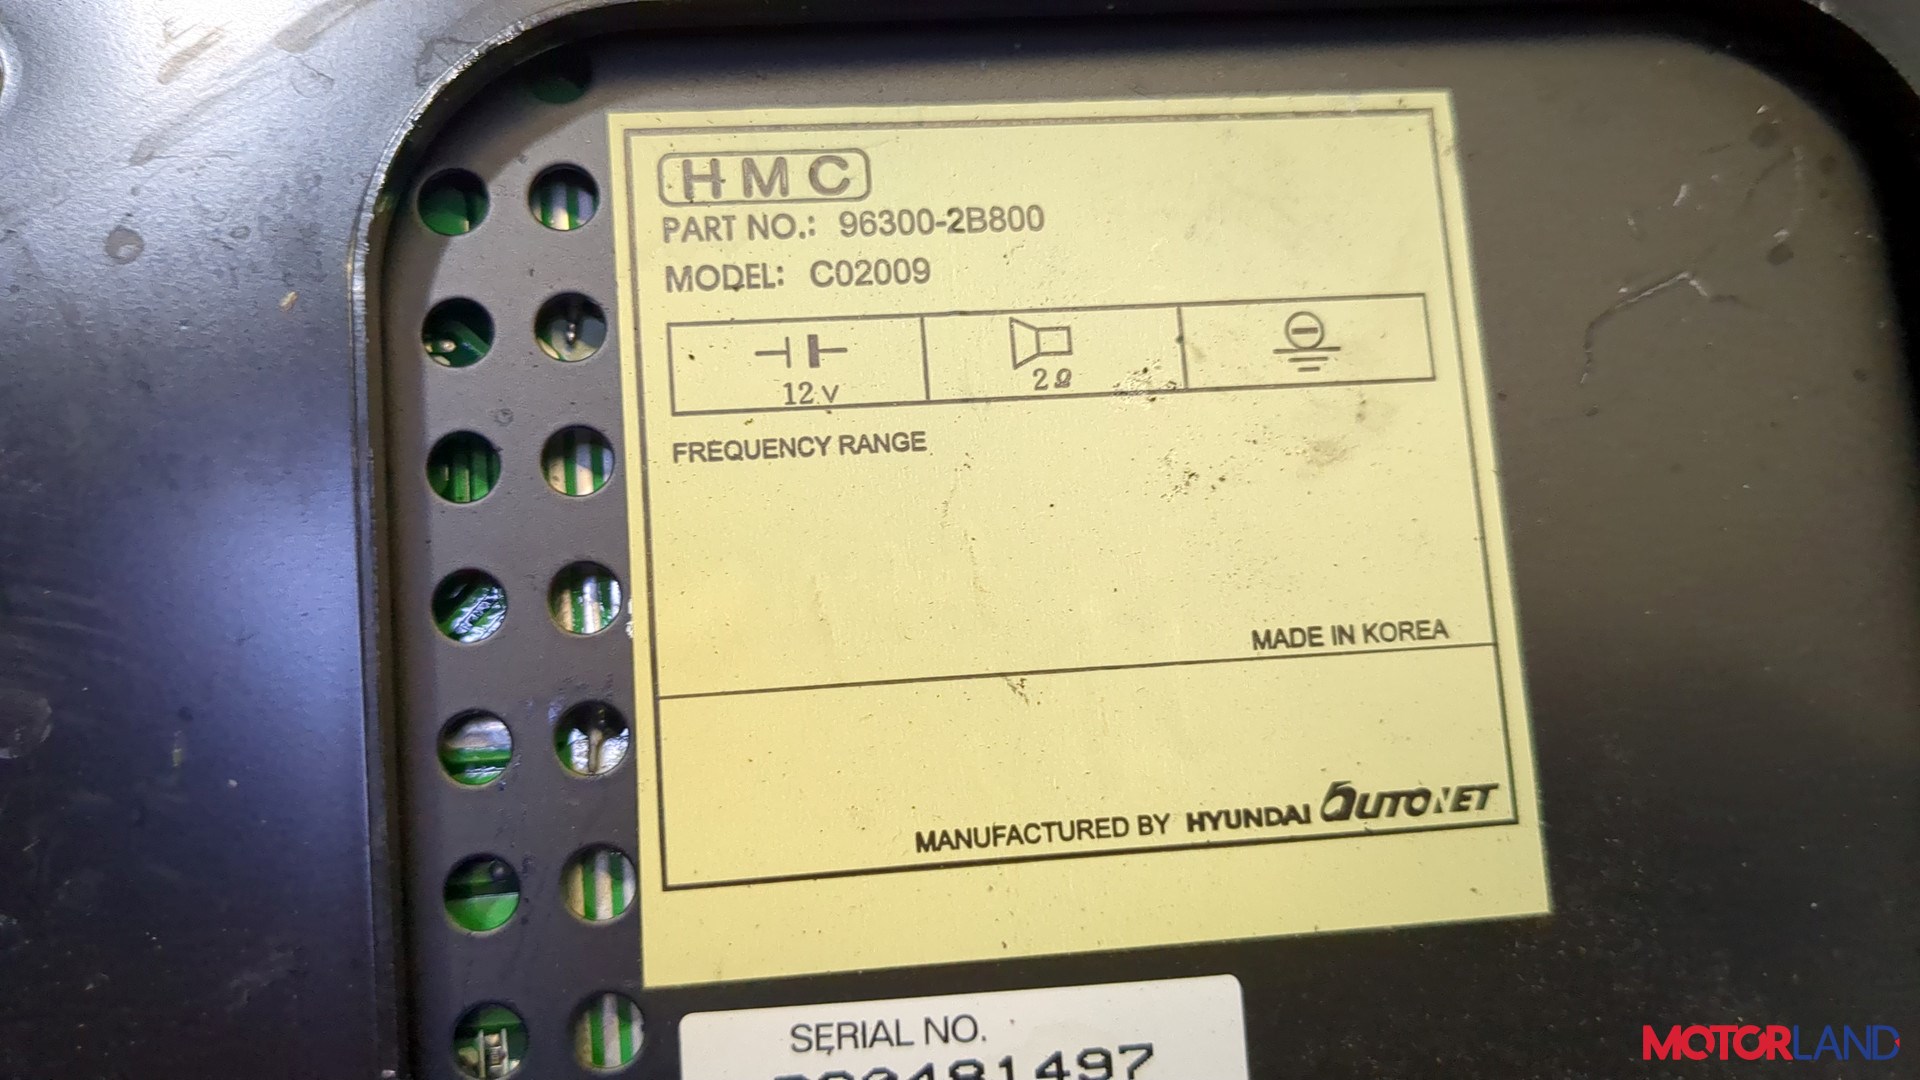 HMC
PART NO.: 96300-2B800
MODEL: C02009
12 V
2Ω
FREQUENCY RANGE
MADE IN KOREA
MANUFACTURED BY HYUNDAI AUTONET
SERIAL NO.
MOTORLAND